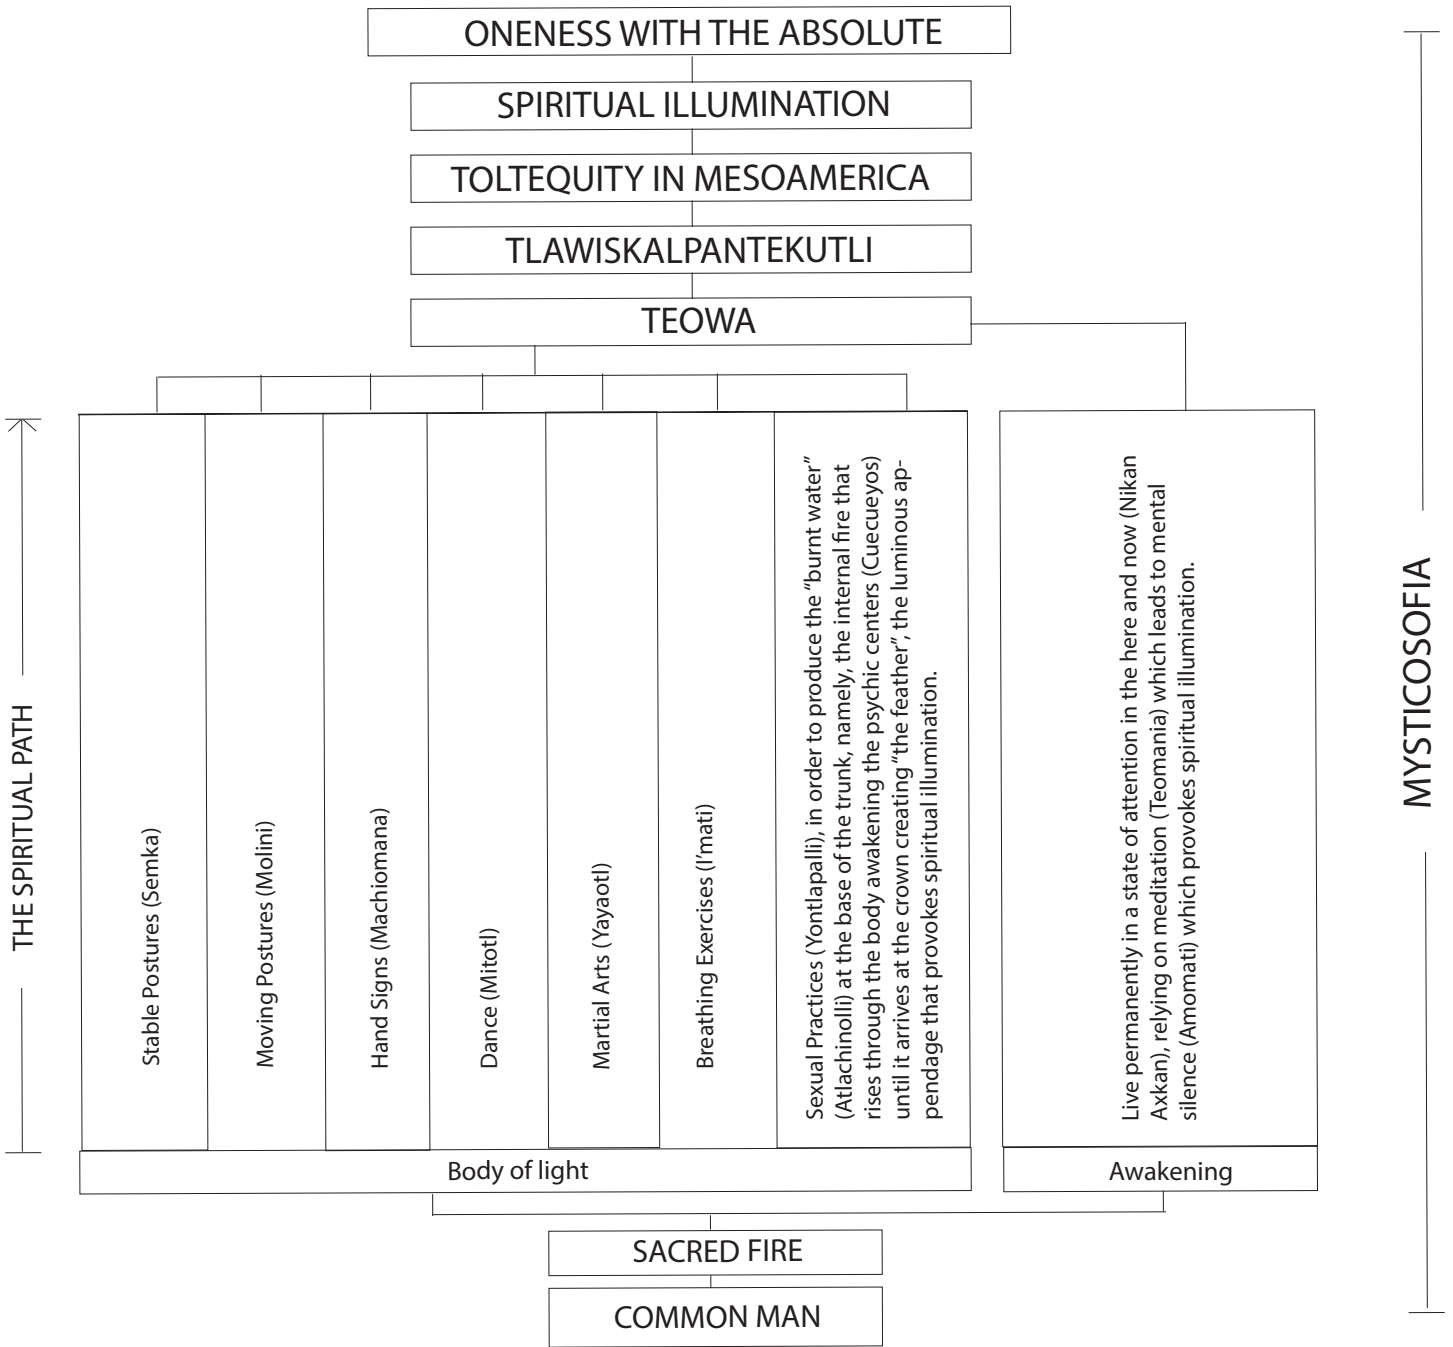 ONENESS WITH THE ABSOLUTE
SPIRITUAL ILLUMINATION
TOLTEQUITY IN MESOAMERICA
TLAWISKALPANTEKUTLI
TEOWA
THE SPIRITUAL PATH
Stable Postures (Semka)
Moving Postures (Molini)
Hand Signs (Machiomana)
Dance (Mitotl)
Martial Arts (Yayaotl)
Breathing Exercises (I’mati)
Sexual Practices (Yontlapalli), in order to produce the “burnt water”
(Atlachinolli) at the base of the trunk, namely, the internal fire that
rises through the body awakening the psychic centers (Cuecueyos)
until it arrives at the crown creating “the feather”, the luminous ap-
pendage that provokes spiritual illumination.
Live permanently in a state of attention in the here and now (Nikan
Axkan), relying on meditation (Teomania) which leads to mental
silence (Amomati) which provokes spiritual illumination.
MYSTICOSOFIA
Body of light
Awakening
SACRED FIRE
COMMON MAN